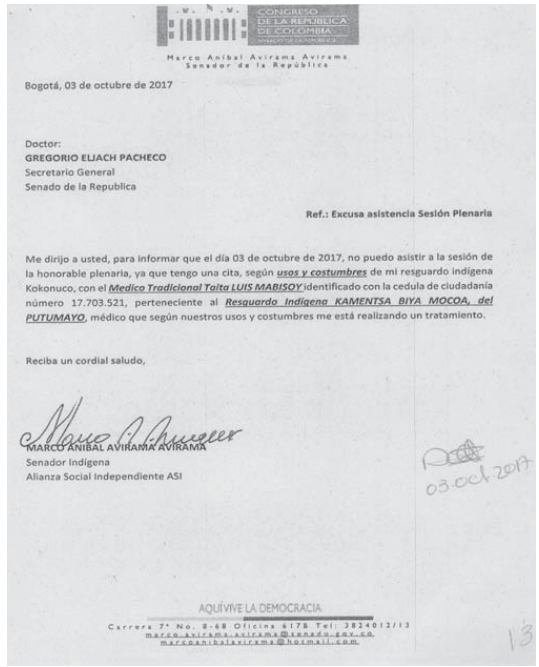 CONGRESO
DE LA REPÚBLICA
DE COLOMBIA
Marco Anibal Avirama Avirama
Senador de la República
Bogotá, 03 de octubre de 2017
Doctor:
GREGORIO ELJACH PACHECO
Secretario General
Senado de la Republica
Ref.: Excusa asistencia Sesión Plenaria
Me dirijo a usted, para informar que el día 03 de octubre de 2017, no puedo asistir a la sesión de
la honorable plenaria, ya que tengo una cita, según usos y costumbres de mi resguardo indígena
Kokonuco, con el Medico Tradicional Taita LUIS MABISOY identificado con la cedula de ciudadanía
número 17.703.521, perteneciente al Resguardo Indígena KAMENTSA BIYA MOCOA, del
PUTUMAYO, médico que según nuestros usos y costumbres me está realizando un tratamiento.
Reciba un cordial saludo,
MARCO ANIBAL AVIRAMA AVIRAMA
Senador Indígena
Alianza Social Independiente ASI
03.oct.2017
AQUÍ VIVE LA DEMOCRACIA
Carrera 7ª No. 8-68 Oficina 617B Tel: 3824012/13
marco.avirama.avirama@senado.gov.co
marcoanibalavirama@hotmail.com
13